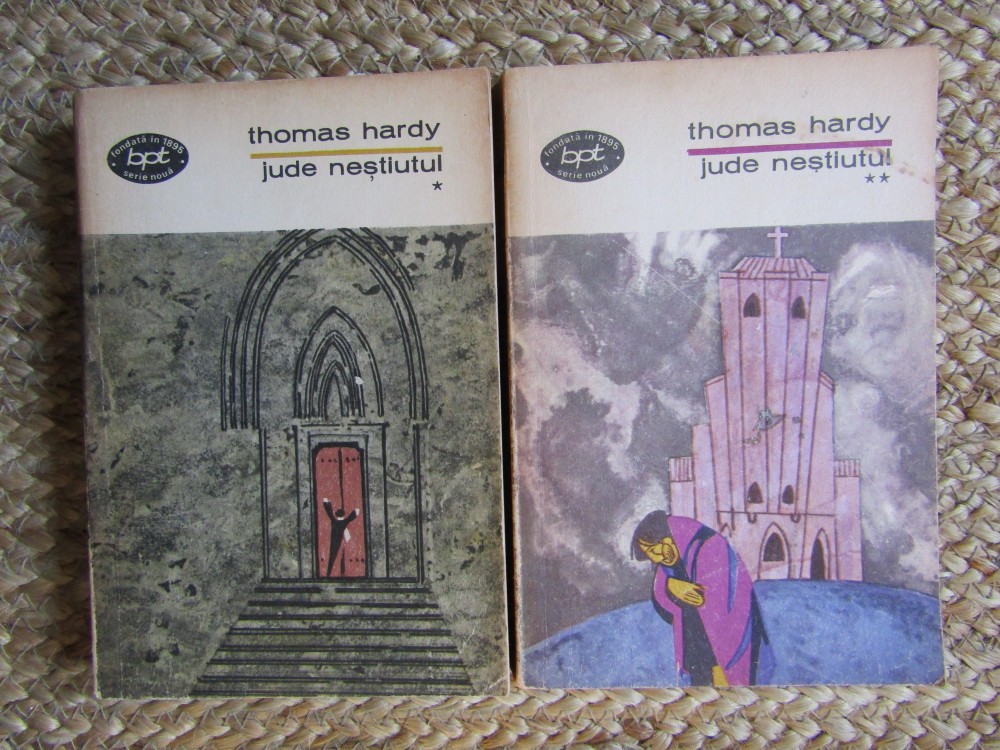 fondată în 1895
bpt
serie nouă
thomas hardy
jude neștiutul
*
fondată în 1895
bpt
serie nouă
thomas hardy
jude neștiutul
**